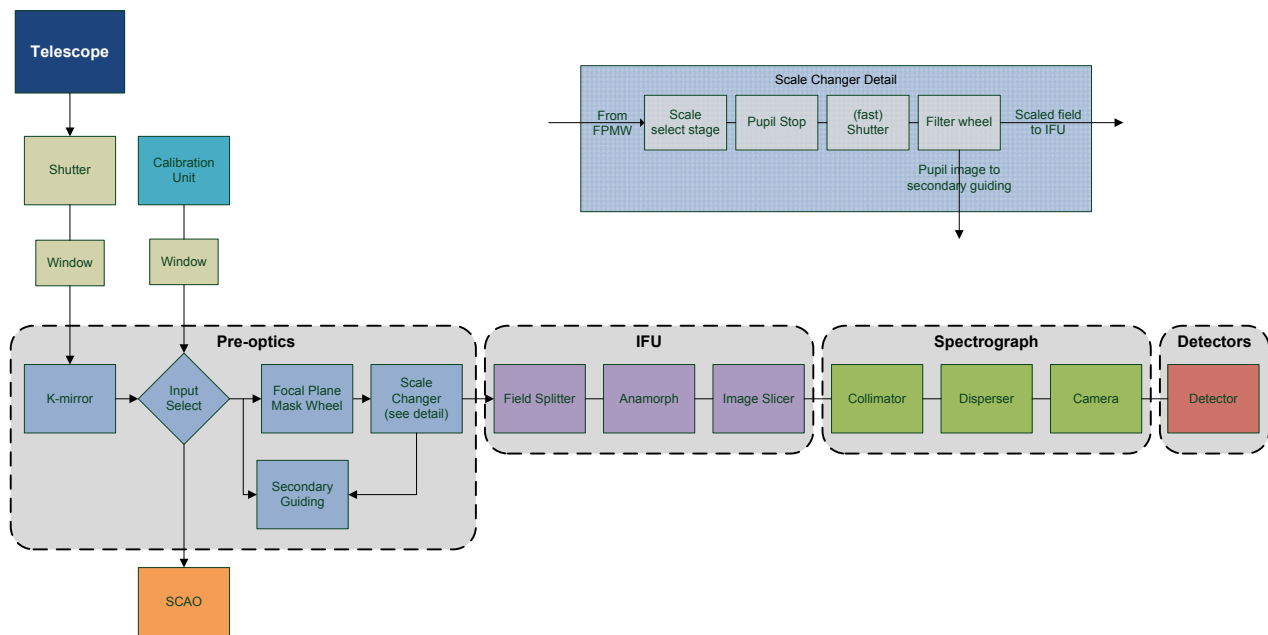 Telescope
Scale Changer Detail
From
FPMW
Scale
select stage
Pupil Stop
(fast)
Shutter
Filter wheel
Scaled field
to IFU
Pupil image to
secondary guiding
Shutter
Calibration
Unit
Window
Window
Pre-optics
IFU
Spectrograph
Detectors
K-mirror
Input
Select
Focal Plane
Mask Wheel
Scale
Changer
(see detail)
Field Splitter
Anamorph
Image Slicer
Collimator
Disperser
Camera
Detector
Secondary
Guiding
SCAO